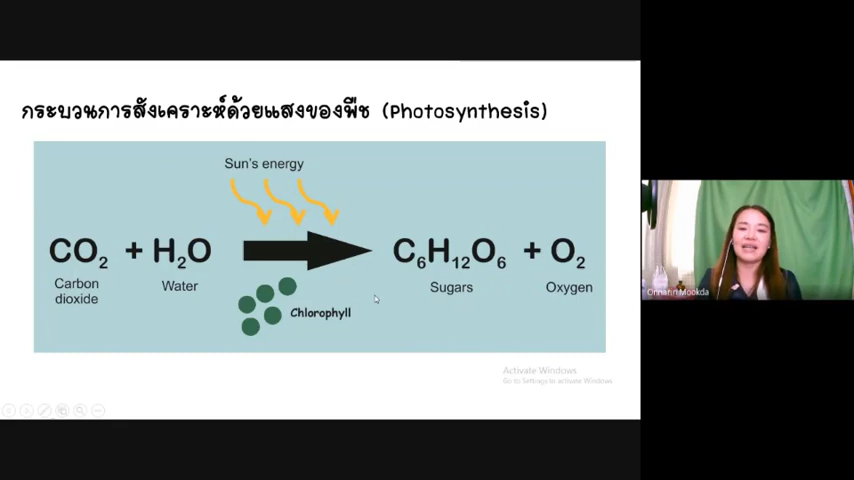 กระบวนการสังเคราะห์ด้วยแสงของพืช (Photosynthesis)
Sun's energy
CO2 + H2O C6H12O6 + O2
Carbon dioxide Water Sugars Oxygen
Chlorophyll
Activate Windows
Go to Settings to activate Windows
Onnariri Mookda